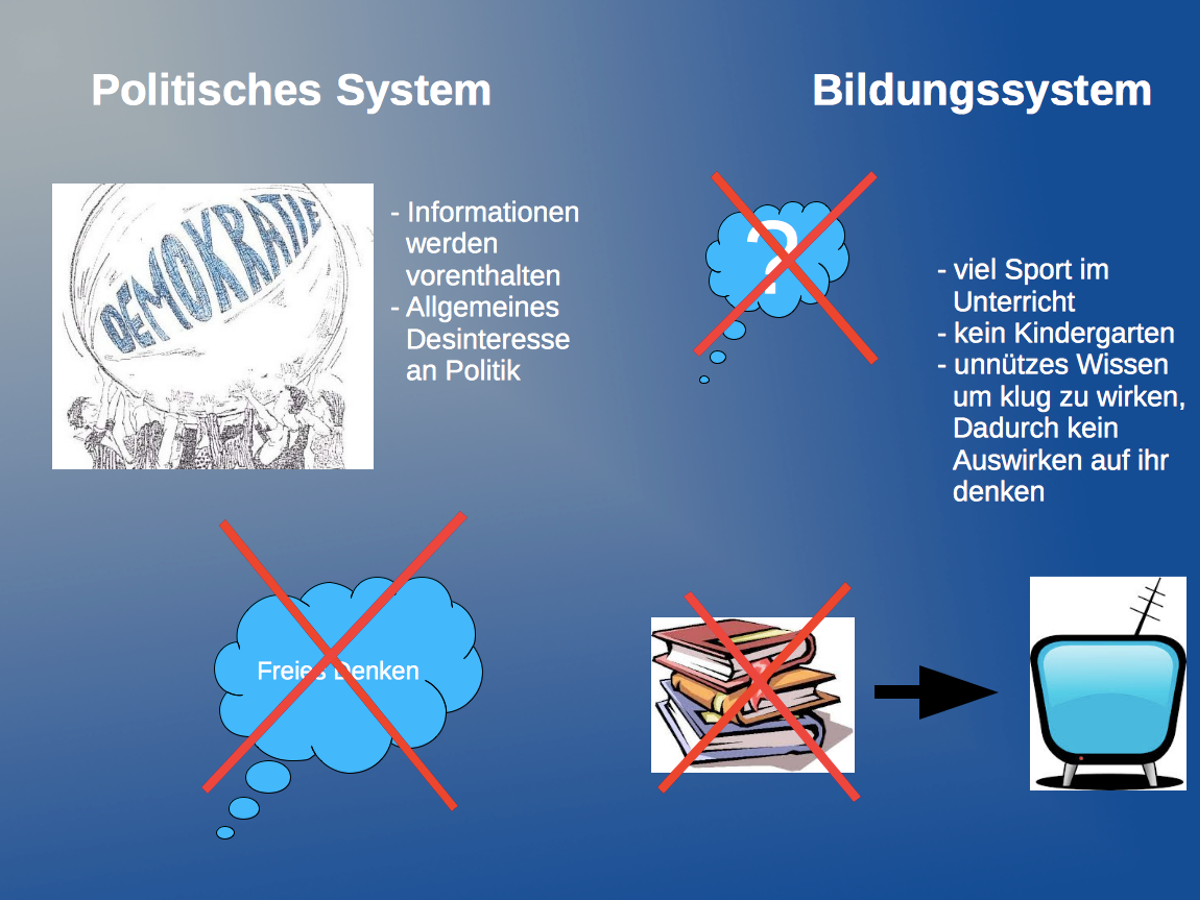 Politisches System
Bildungssystem
DEMOKRATIE
- Informationen
werden
vorenthalten
- Allgemeines
Desinteresse
an Politik
?
- viel Sport im
Unterricht
- kein Kindergarten
- unnützes Wissen
um klug zu wirken,
Dadurch kein
Auswirken auf ihr
denken
Freies Denken